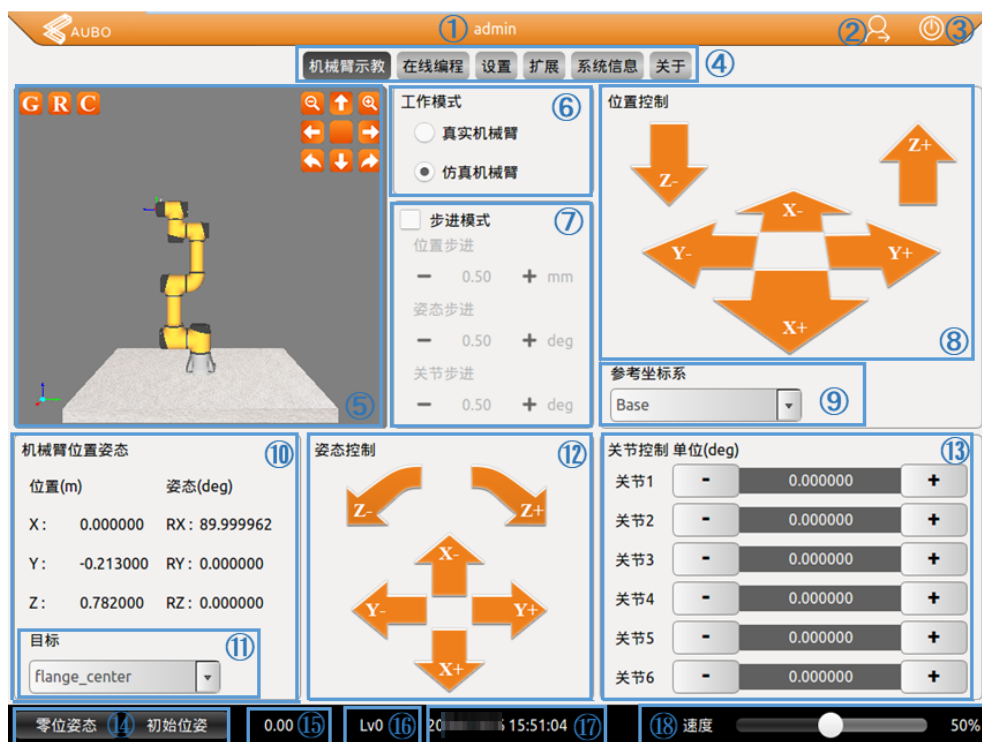 AUBO ① admin ② ③
机械臂示教 在线编程 设置 扩展 系统信息 关于 ④
G R C
⑤
工作模式 ⑥
真实机械臂
仿真机械臂
步进模式 ⑦
位置步进
− 0.50 + mm
姿态步进
− 0.50 + deg
关节步进
− 0.50 + deg
位置控制
Z- Z+
X-
Y- Y+
X+
⑧
参考坐标系
Base ⑨
机械臂位置姿态 ⑩
位置(m) 姿态(deg)
X: 0.000000 RX: 89.999962
Y: -0.213000 RY: 0.000000
Z: 0.782000 RZ: 0.000000
目标 ⑪
flange_center
姿态控制 ⑫
Z- Z+
X-
Y- Y+
X+
关节控制 单位(deg) ⑬
关节1 - 0.000000 +
关节2 - 0.000000 +
关节3 - 0.000000 +
关节4 - 0.000000 +
关节5 - 0.000000 +
关节6 - 0.000000 +
零位姿态 ⑭ 初始位姿 0.00 ⑮ Lv0 ⑯ 15:51:04 ⑰ ⑱ 速度 50%